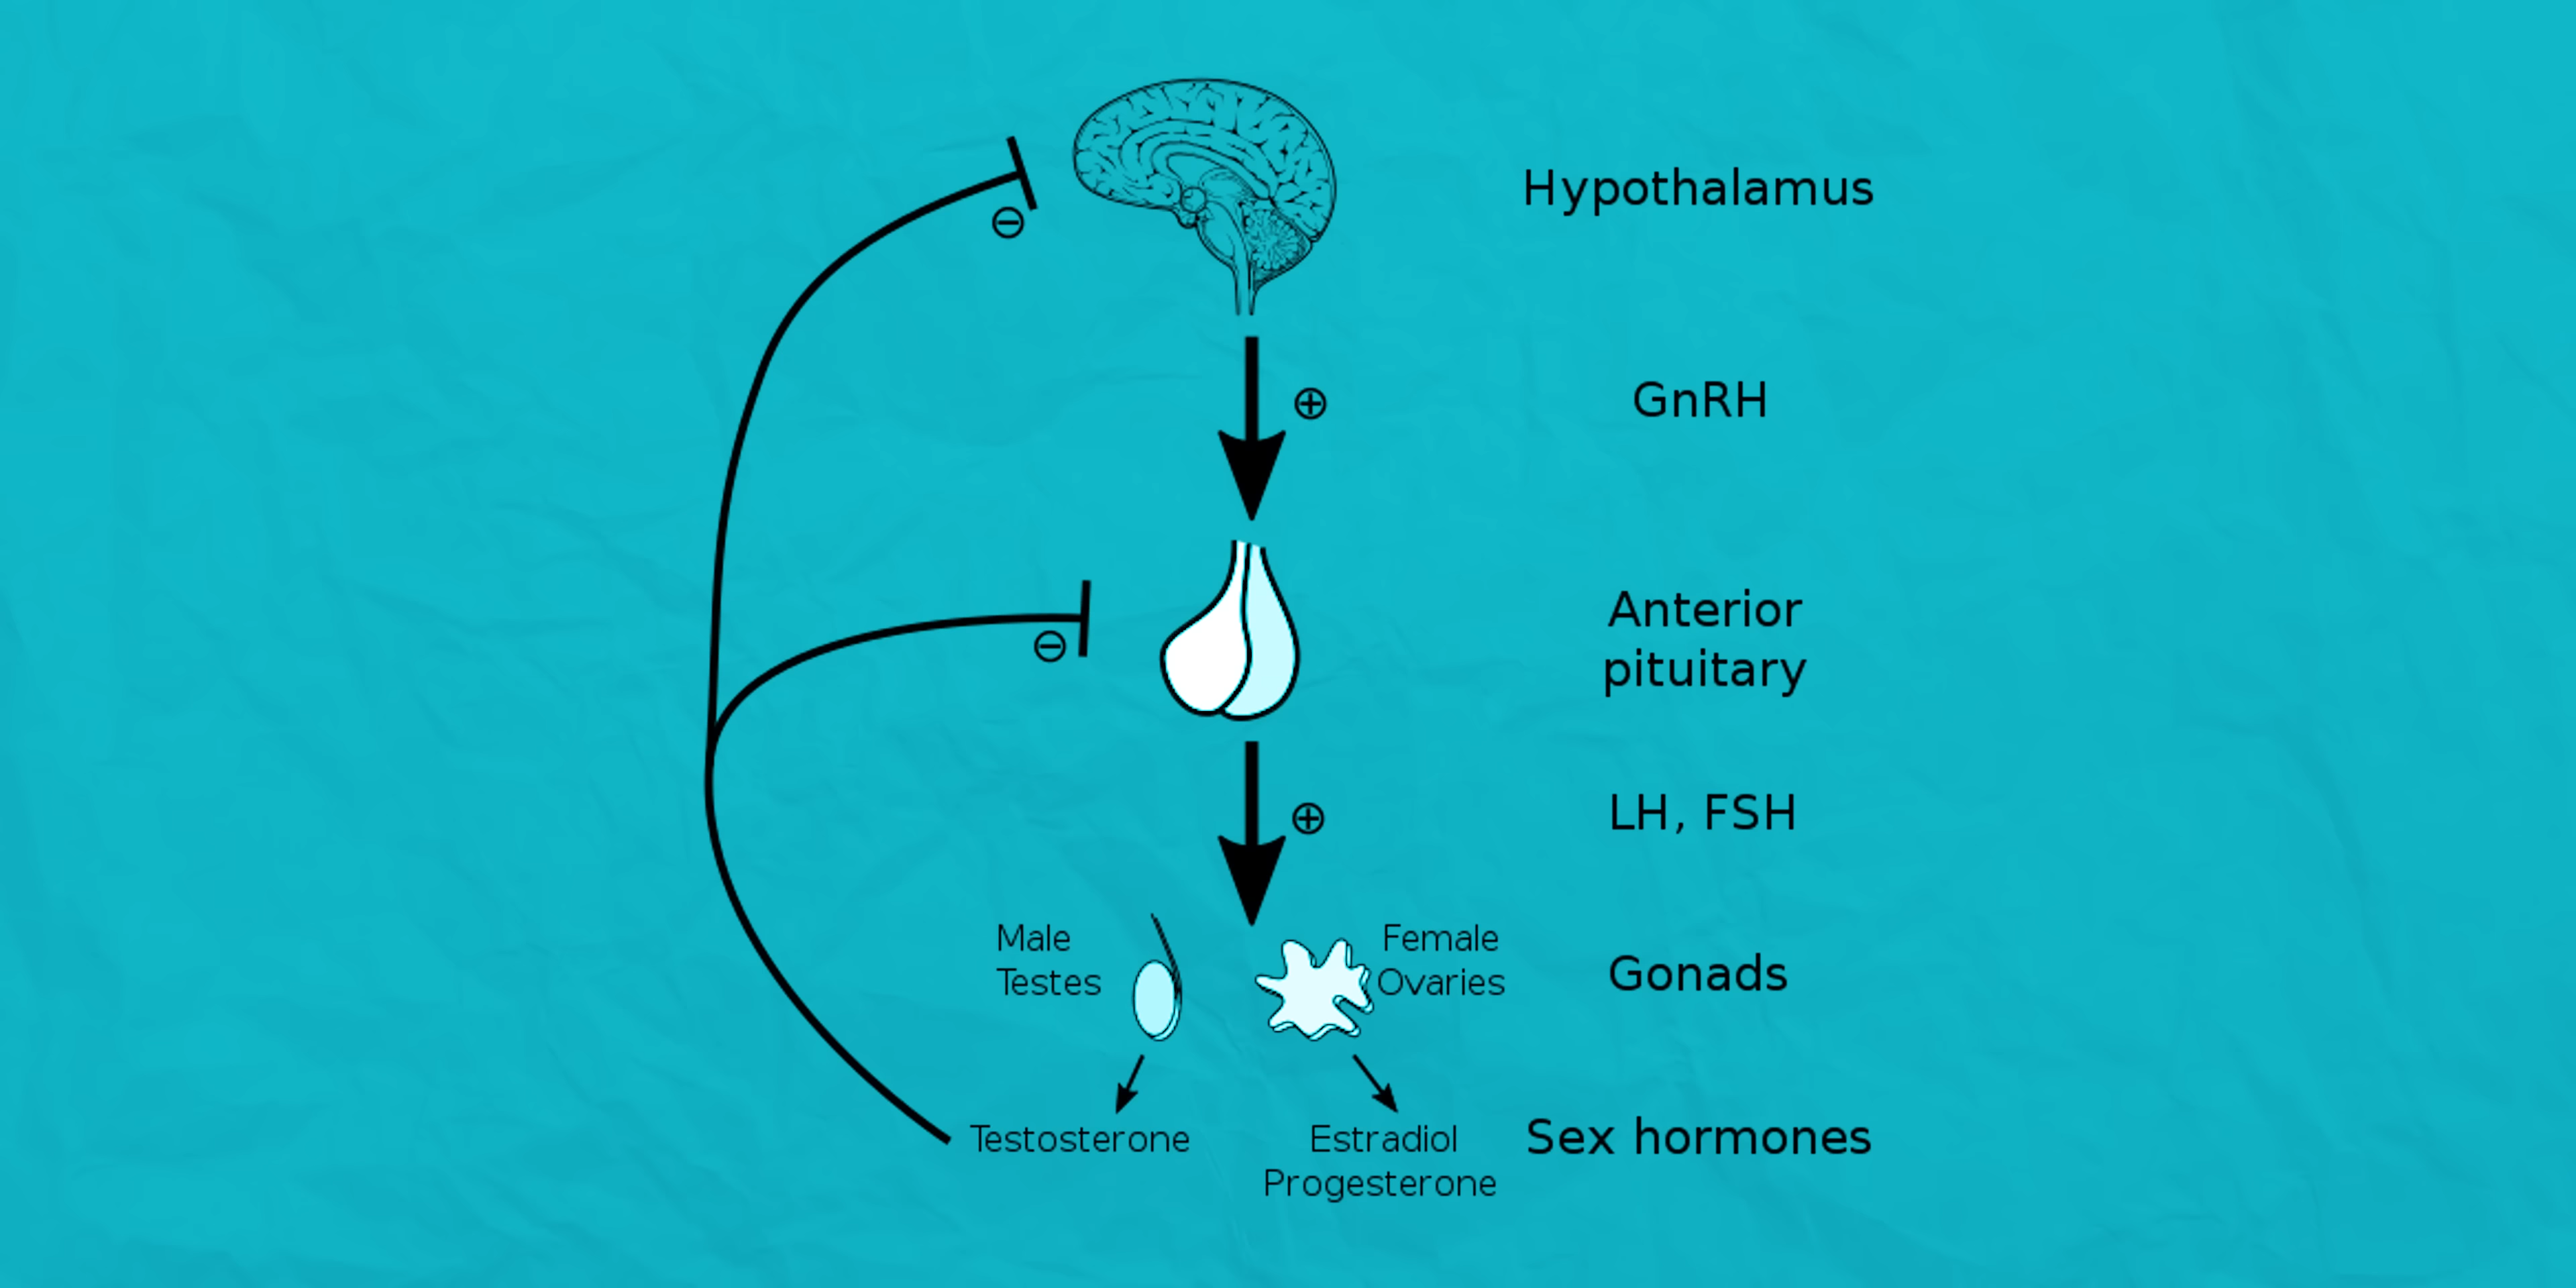 Hypothalamus
⊖
⊕
GnRH
Anterior
pituitary
⊖
⊕
LH, FSH
Male
Testes
Female
Ovaries
Gonads
Testosterone
Estradiol
Progesterone
Sex hormones